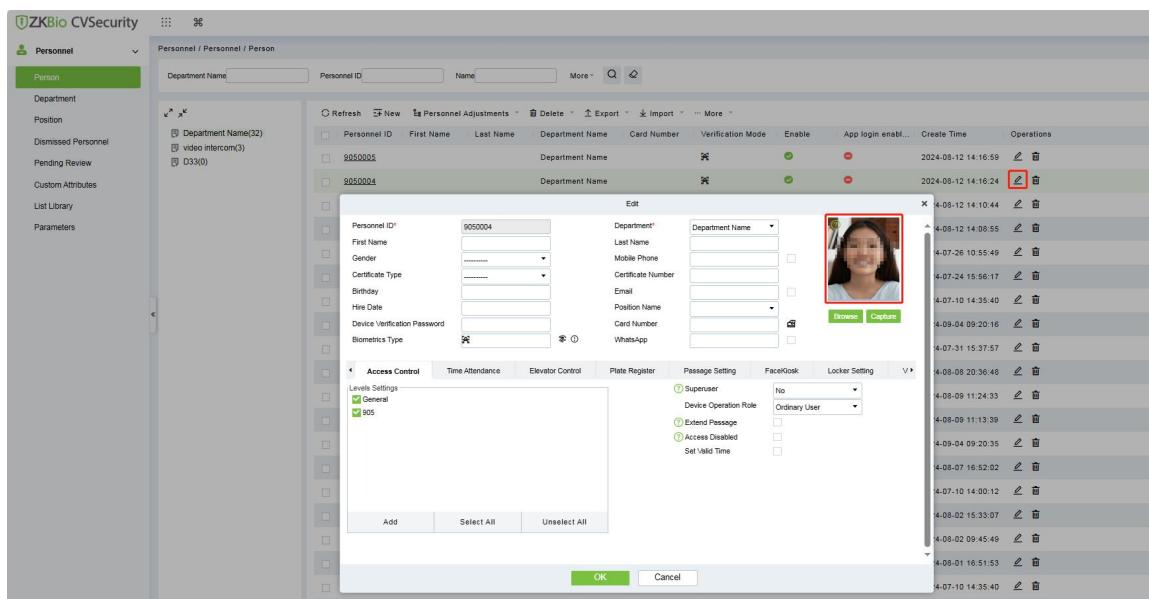 ZKBio CVSecurity
Personnel
Person
Department
Position
Dismissed Personnel
Pending Review
Custom Attributes
List Library
Parameters
Personnel / Personnel / Person
Department Name Personnel ID Name More
Refresh New Personnel Adjustments Delete Export Import ... More
Department Name(32)
video intercom(3)
D33(0)
Personnel ID First Name Last Name Department Name Card Number Verification Mode Enable App login enabl... Create Time Operations
9050005 Department Name 2024-08-12 14:16:59
9050004 Department Name 2024-08-12 14:16:24
4-08-12 14:10:44
4-08-12 14:08:55
4-07-26 10:55:49
4-07-24 15:56:17
4-07-10 14:35:40
4-09-04 09:20:16
4-07-31 15:37:57
4-08-08 20:36:48
4-08-09 11:24:33
4-08-09 11:13:39
4-09-04 09:20:35
4-08-07 16:52:02
4-07-10 14:00:12
4-08-02 15:33:07
4-08-02 09:45:49
4-08-01 16:51:53
4-07-10 14:35:40
Edit
Personnel ID* 9050004 Department* Department Name
First Name Last Name
Gender ---------- Mobile Phone
Certificate Type ---------- Certificate Number
Birthday Email
Hire Date Position Name
Device Verification Password Card Number
Biometrics Type WhatsApp
Browse Capture
Access Control Time Attendance Elevator Control Plate Register Passage Setting FaceKiosk Locker Setting V
Levels Settings
General
905
Add Select All Unselect All
Superuser No
Device Operation Role Ordinary User
Extend Passage
Access Disabled
Set Valid Time
OK Cancel